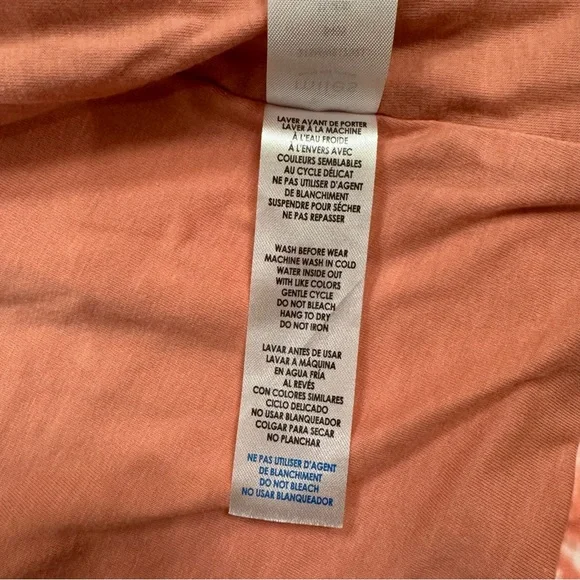 LAVER AVANT DE PORTER
LAVER À LA MACHINE
À L'EAU FROIDE
À L'ENVERS AVEC
COULEURS SEMBLABLES
AU CYCLE DÉLICAT
NE PAS UTILISER D'AGENT
DE BLANCHIMENT
SUSPENDRE POUR SÉCHER
NE PAS REPASSER
WASH BEFORE WEAR
MACHINE WASH IN COLD
WATER INSIDE OUT
WITH LIKE COLORS
GENTLE CYCLE
DO NOT BLEACH
HANG TO DRY
DO NOT IRON
LAVAR ANTES DE USAR
LAVAR A MÁQUINA
EN AGUA FRÍA
AL REVÉS
CON COLORES SIMILARES
CICLO DELICADO
NO USAR BLANQUEADOR
COLGAR PARA SECAR
NO PLANCHAR
NE PAS UTILISER D'AGENT
DE BLANCHIMENT
DO NOT BLEACH
NO USAR BLANQUEADOR